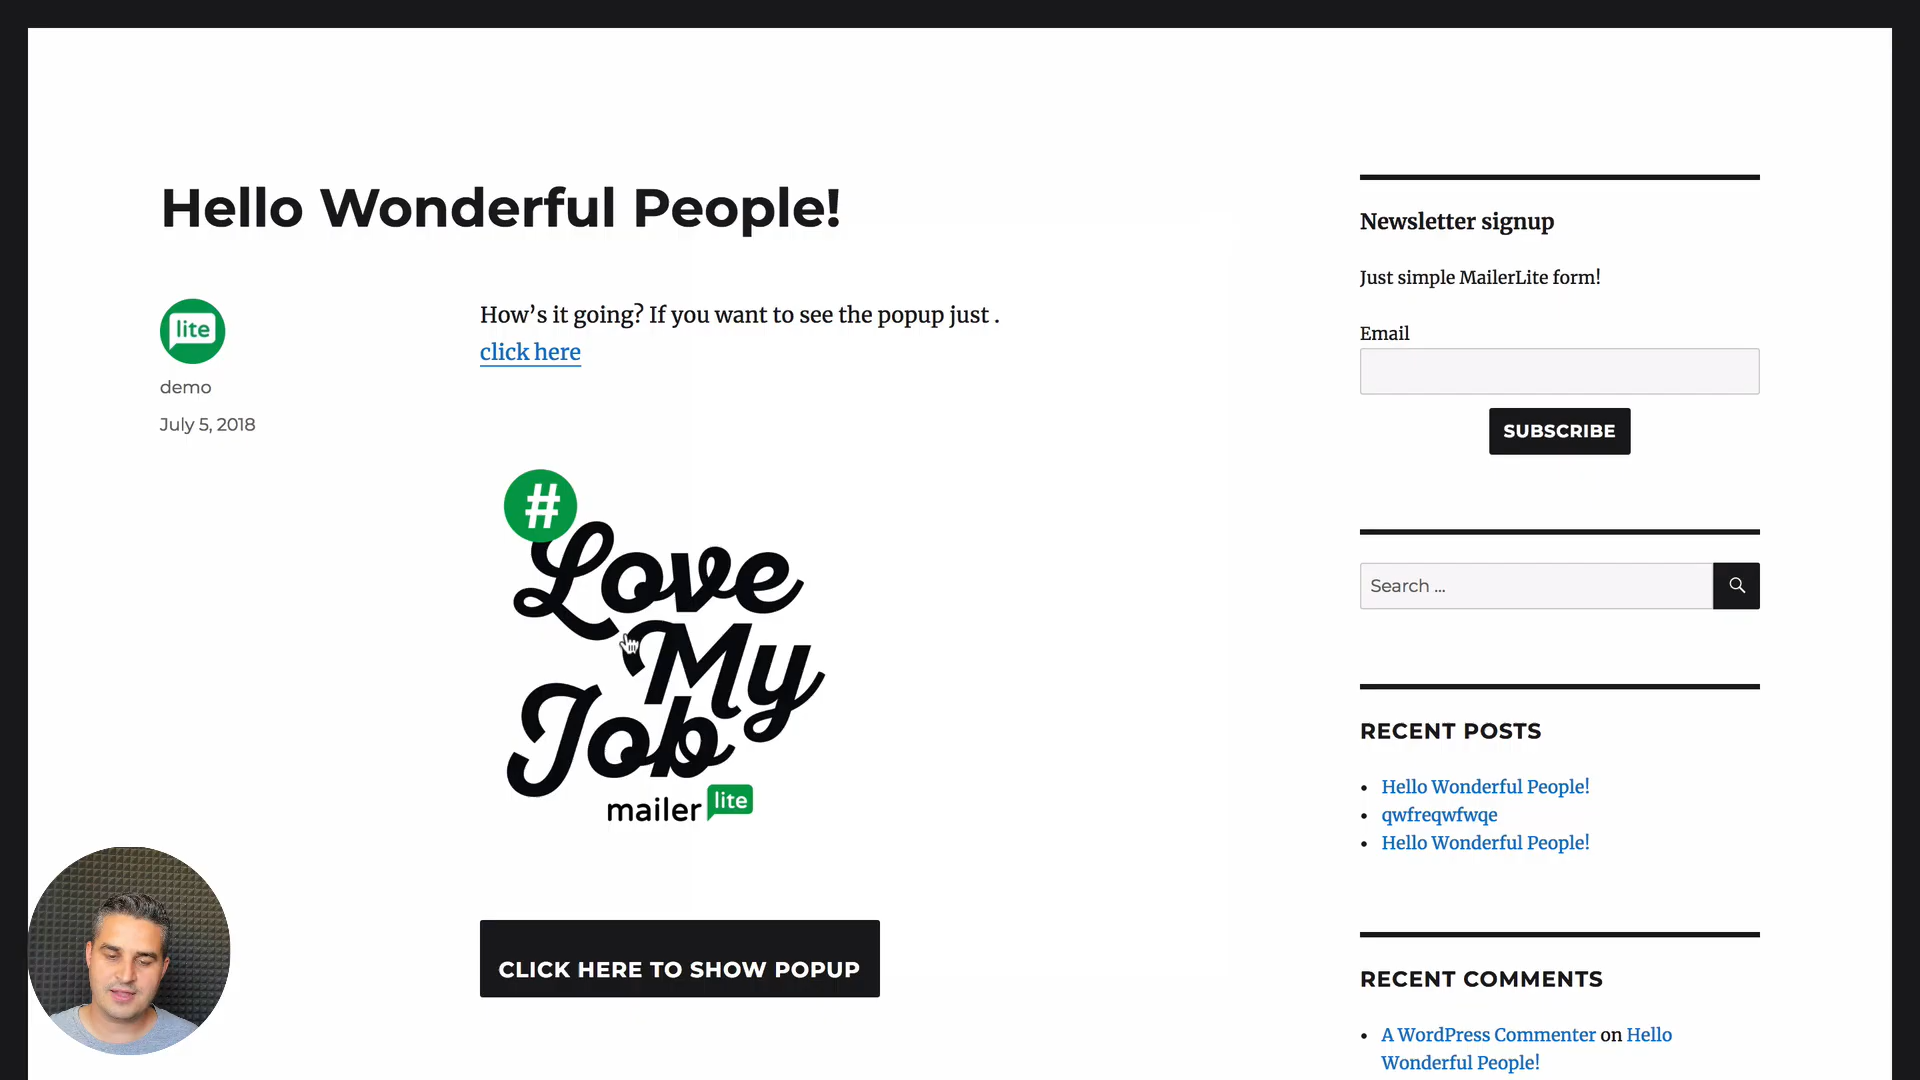 Hello Wonderful People!
lite
demo
July 5, 2018
How’s it going? If you want to see the popup just .
click here
#
Love
My
Job
mailer lite
CLICK HERE TO SHOW POPUP
Newsletter signup
Just simple MailerLite form!
Email
SUBSCRIBE
Search ...
RECENT POSTS
Hello Wonderful People!
qwfreqwfwqe
Hello Wonderful People!
RECENT COMMENTS
A WordPress Commenter on Hello
Wonderful People!